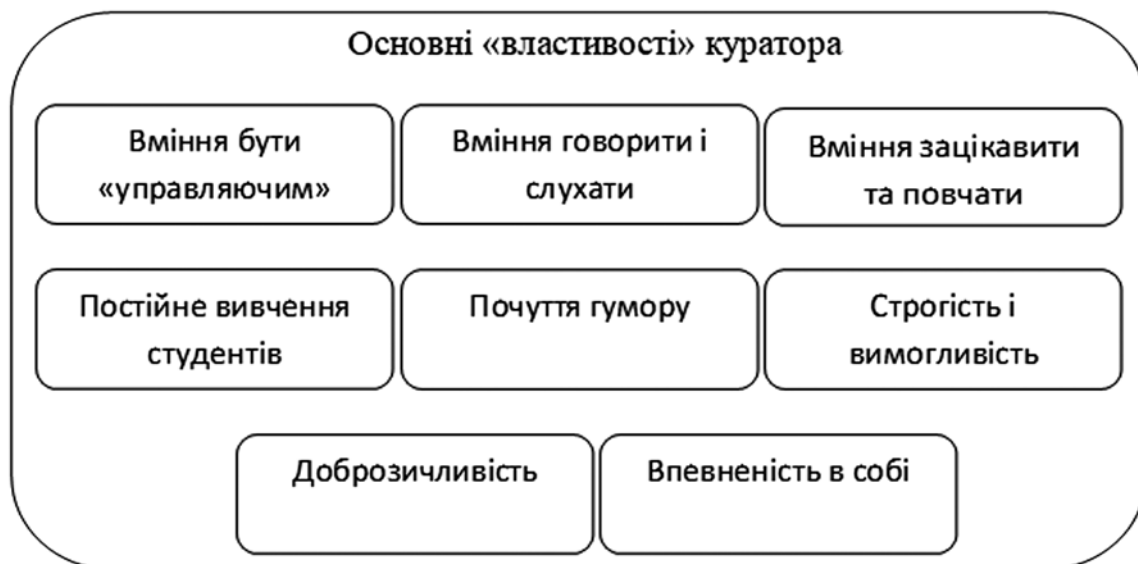 Основні «властивості» куратора
Вміння бути
«управляючим»
Вміння говорити і
слухати
Вміння зацікавити
та повчати
Постійне вивчення
студентів
Почуття гумору
Строгість і
вимогливість
Доброзичливість
Впевненість в собі